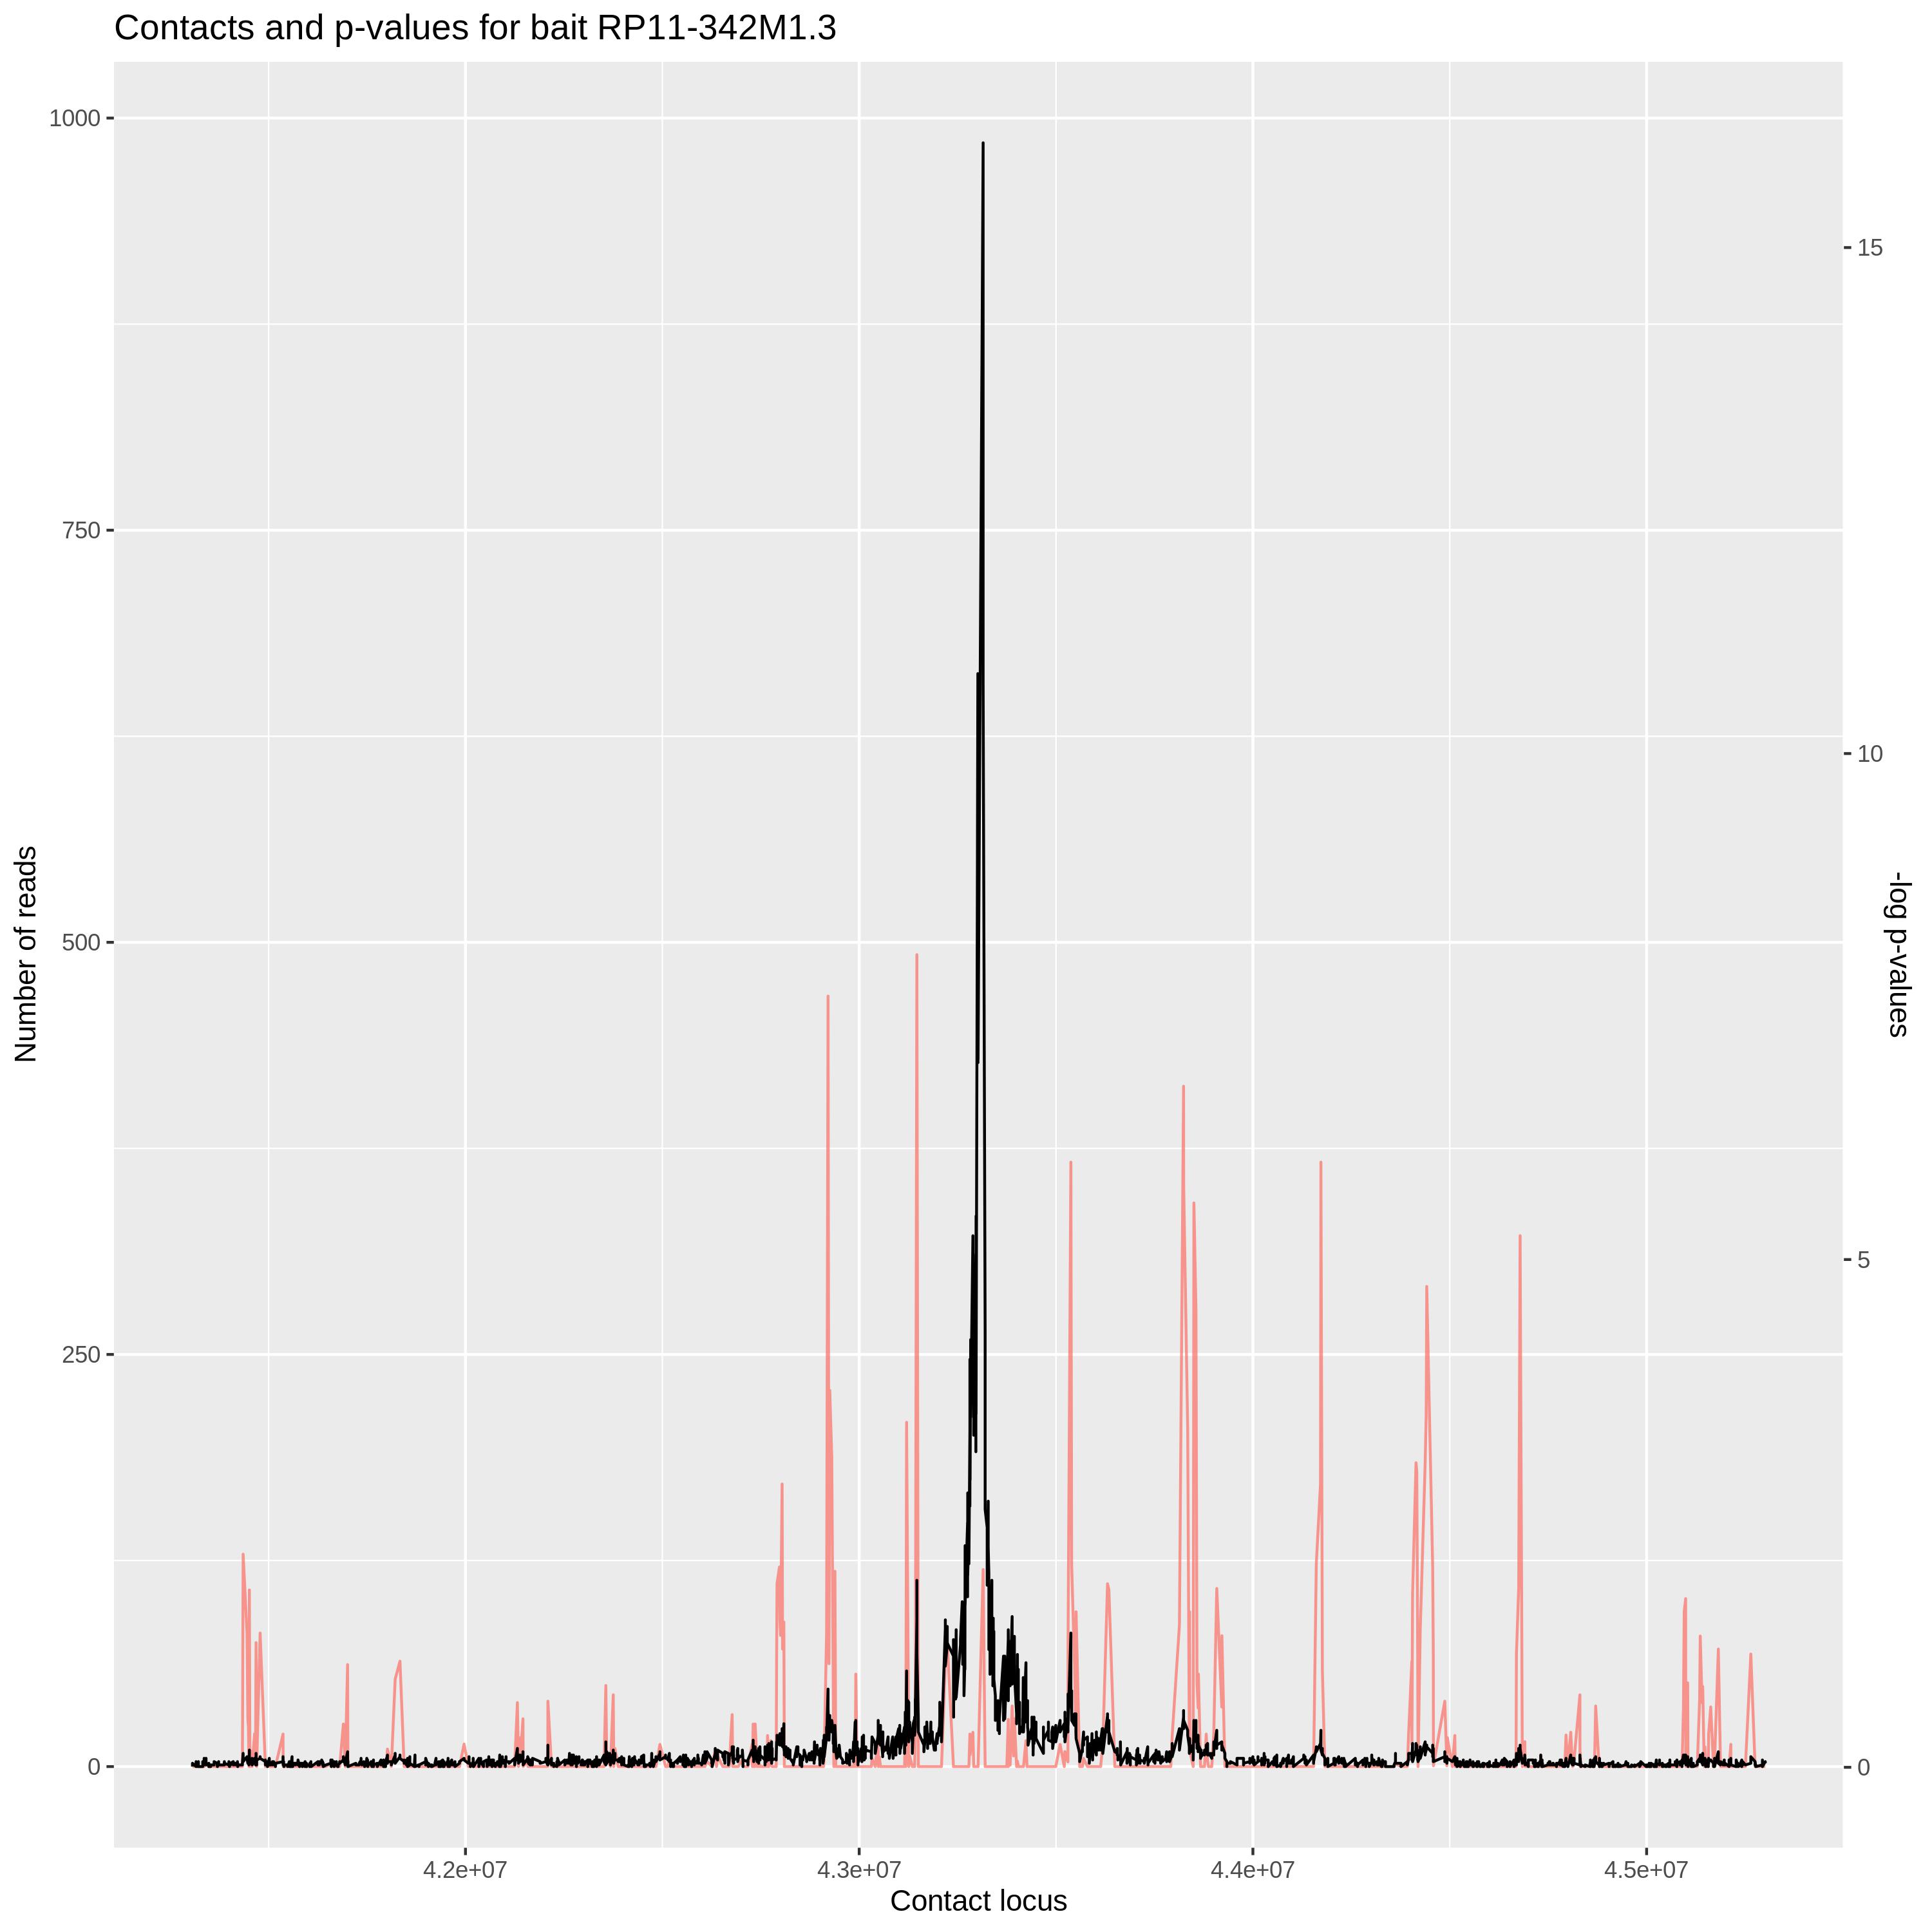 Contacts and p-values for bait RP11-342M1.3
1000
750
500
250
0
Number of reads
15
10
5
0
-log p-values
4.2e+07
4.3e+07
4.4e+07
4.5e+07
Contact locus